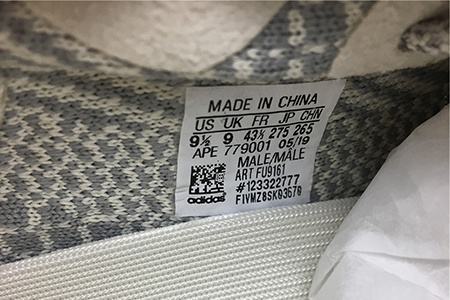 MADE IN CHINA
US UK FR JP CHN
9½ 9 43⅓ 275 265
APE 779001 05/19
MALE/MÂLE
ART FU9161
#123322777
adidas F1VMZ8SK93679